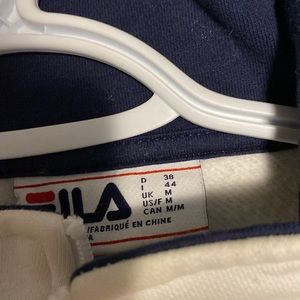 FILA
D 38
I 44
UK M
US/F M
CAN M/M
/FABRIQUÉ EN CHINE
A